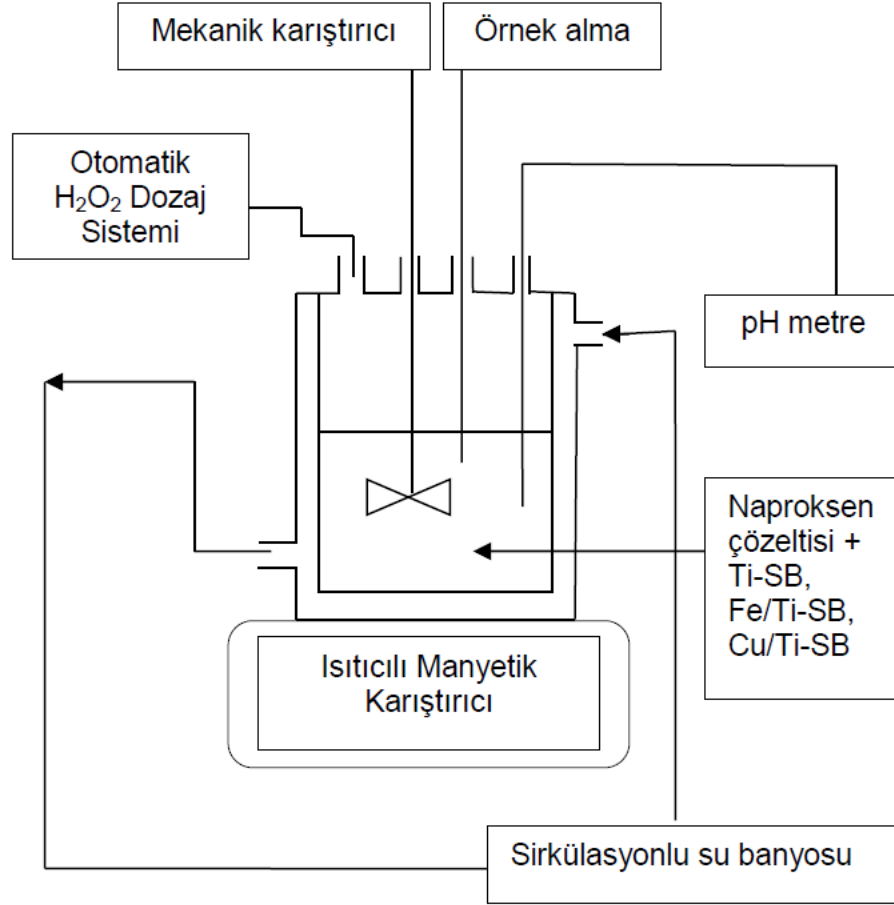 Mekanik karıştırıcı
Örnek alma
Otomatik
H₂O₂ Dozaj
Sistemi
pH metre
Naproksen
çözeltisi +
Ti-SB,
Fe/Ti-SB,
Cu/Ti-SB
Isıtıcılı Manyetik
Karıştırıcı
Sirkülasyonlu su banyosu